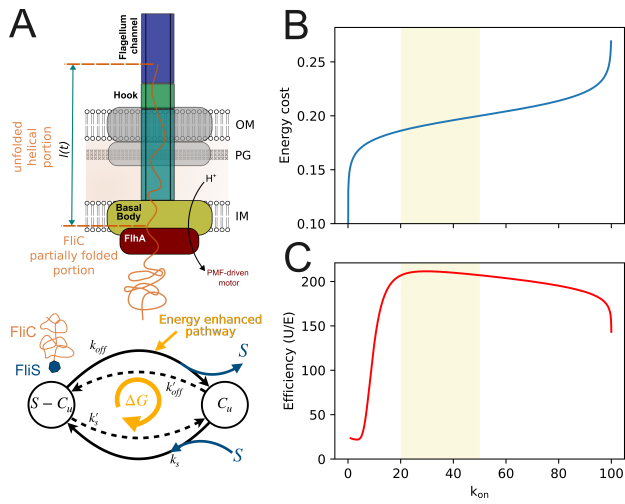 A
Flagellum
channel
Hook
unfolded
helical
portion
l(t)
OM
PG
H⁺
Basal
Body
IM
FlhA
FliC
partially folded
portion
PMF-driven
motor
Energy enhanced
pathway
FliC
FliS
k_off
S
k'_off
S − C_u
ΔG
C_u
k'_s
k_s
S
B
Energy cost
0.25
0.20
0.15
0.10
C
Efficiency (U/E)
200
150
100
50
0
0 20 40 60 80 100
k_on